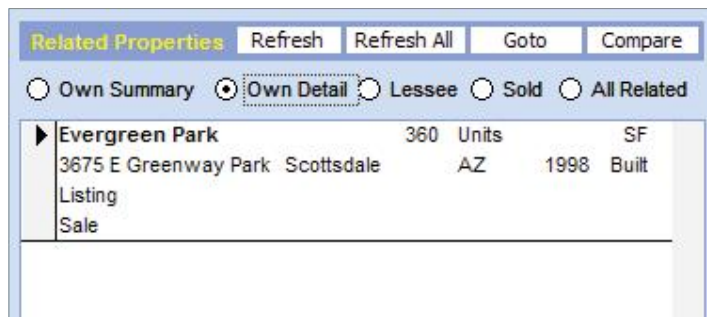 Related Properties Refresh Refresh All Goto Compare
Own Summary Own Detail Lessee Sold All Related
Evergreen Park 360 Units SF
3675 E Greenway Park Scottsdale AZ 1998 Built
Listing
Sale